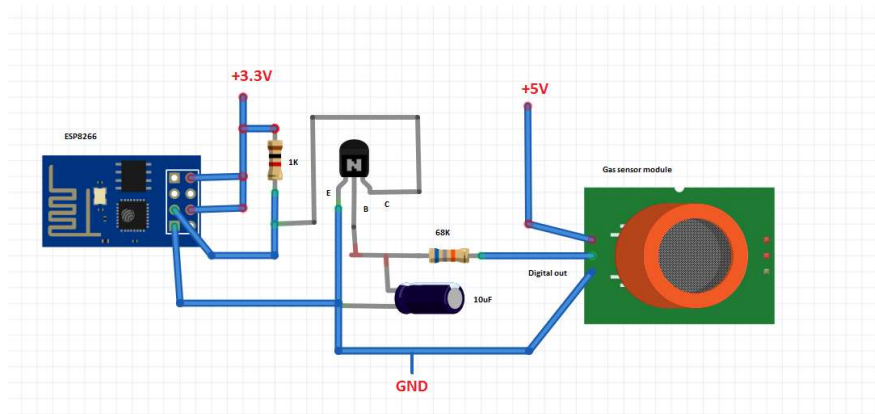 +3.3V
+5V
ESP8266
1K
N
Gas sensor module
E
B
C
68K
Digital out
10uF
GND